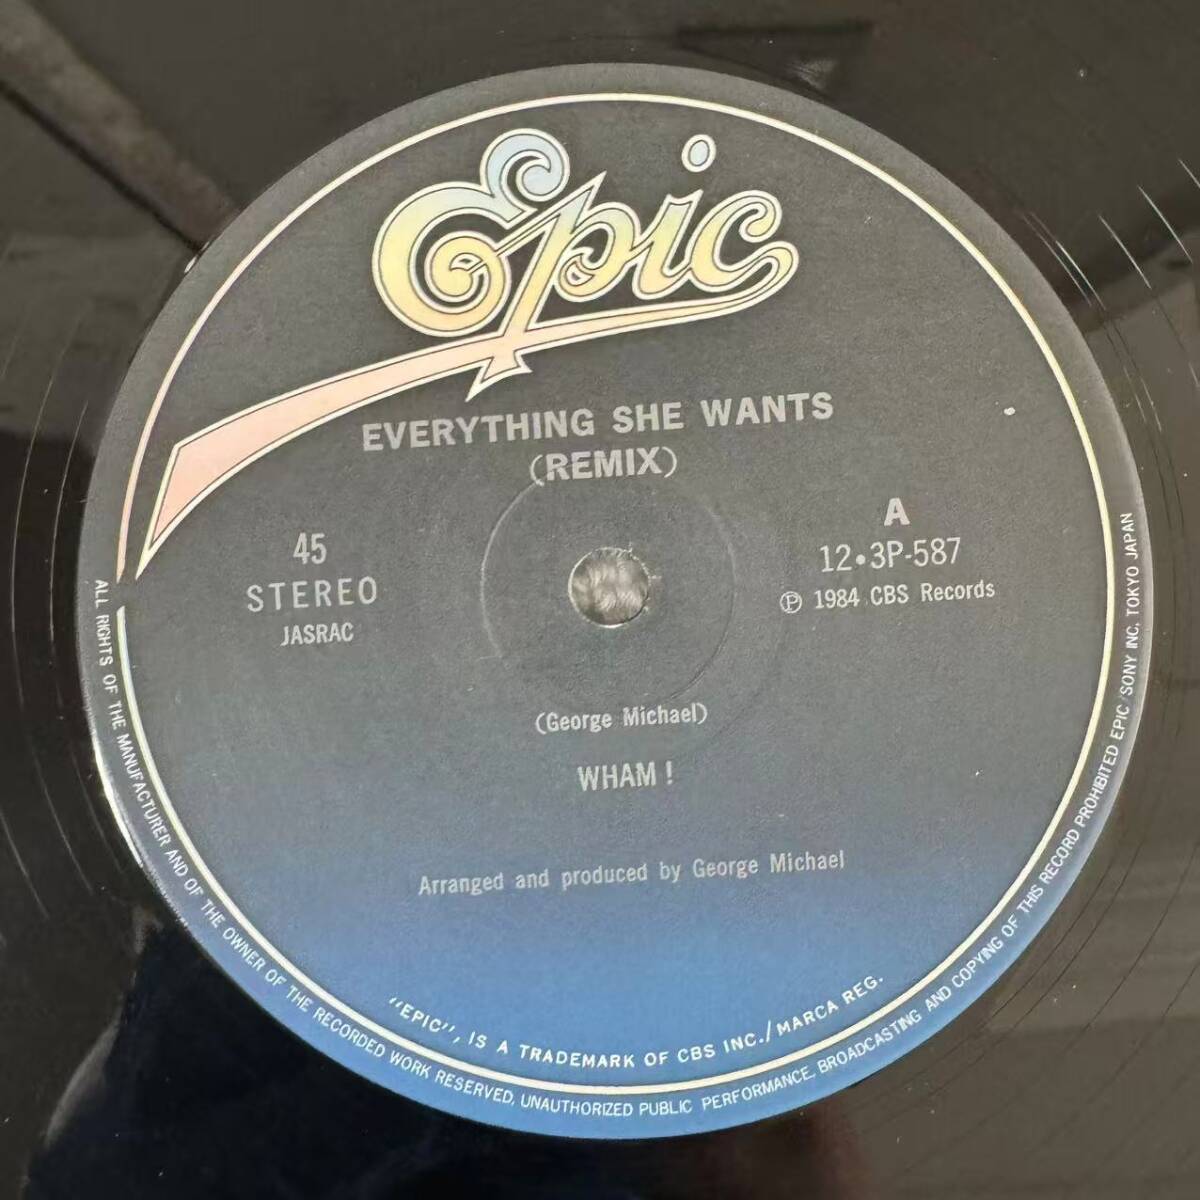 Epic
EVERYTHING SHE WANTS
(REMIX)
45
STEREO
JASRAC
A
12•3P-587
Ⓟ 1984 CBS Records
(George Michael)
WHAM !
Arranged and produced by George Michael
"EPIC", IS A TRADEMARK OF CBS INC./MARCA REG.
ALL RIGHTS OF THE MANUFACTURER AND OF THE OWNER OF THE RECORDED WORK RESERVED, UNAUTHORIZED PUBLIC PERFORMANCE, BROADCASTING AND COPYING OF THIS RECORD PROHIBITED EPIC/SONY INC. TOKYO JAPAN